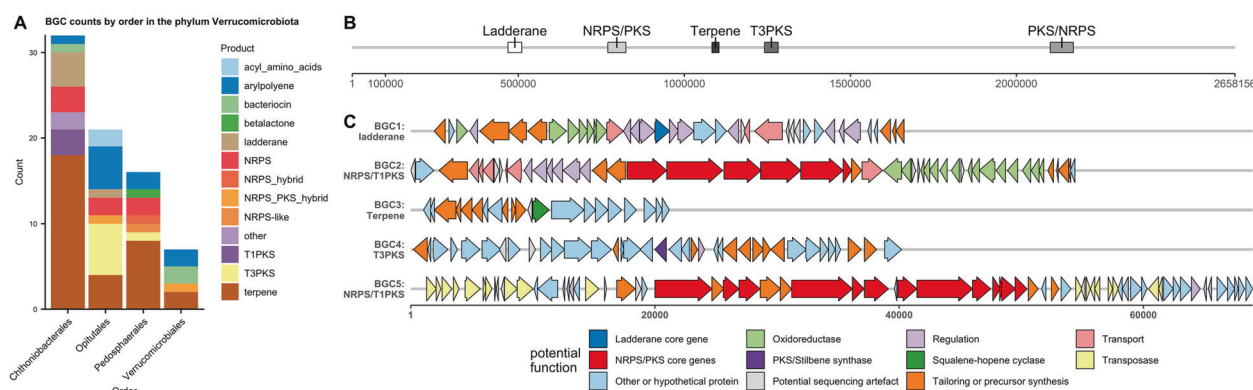 A
BGC counts by order in the phylum Verrucomicrobiota
30
20
10
0
Count
Chthoniobacterales
Opitutales
Pedosphaerales
Verrucomicrobiales
Order
Product
acyl_amino_acids
arylpolyene
bacteriocin
betalactone
ladderane
NRPS
NRPS_hybrid
NRPS_PKS_hybrid
NRPS-like
other
T1PKS
T3PKS
terpene
B
Ladderane NRPS/PKS Terpene T3PKS PKS/NRPS
1 100000 500000 1000000 1500000 2000000 2658156
C
BGC1:
ladderane
BGC2:
NRPS/T1PKS
BGC3:
Terpene
BGC4:
T3PKS
BGC5:
NRPS/T1PKS
1 20000 40000 60000
potential
function
Ladderane core gene
NRPS/PKS core genes
Other or hypothetical protein
Oxidoreductase
PKS/Stilbene synthase
Potential sequencing artefact
Regulation
Squalene-hopene cyclase
Tailoring or precursor synthesis
Transport
Transposase